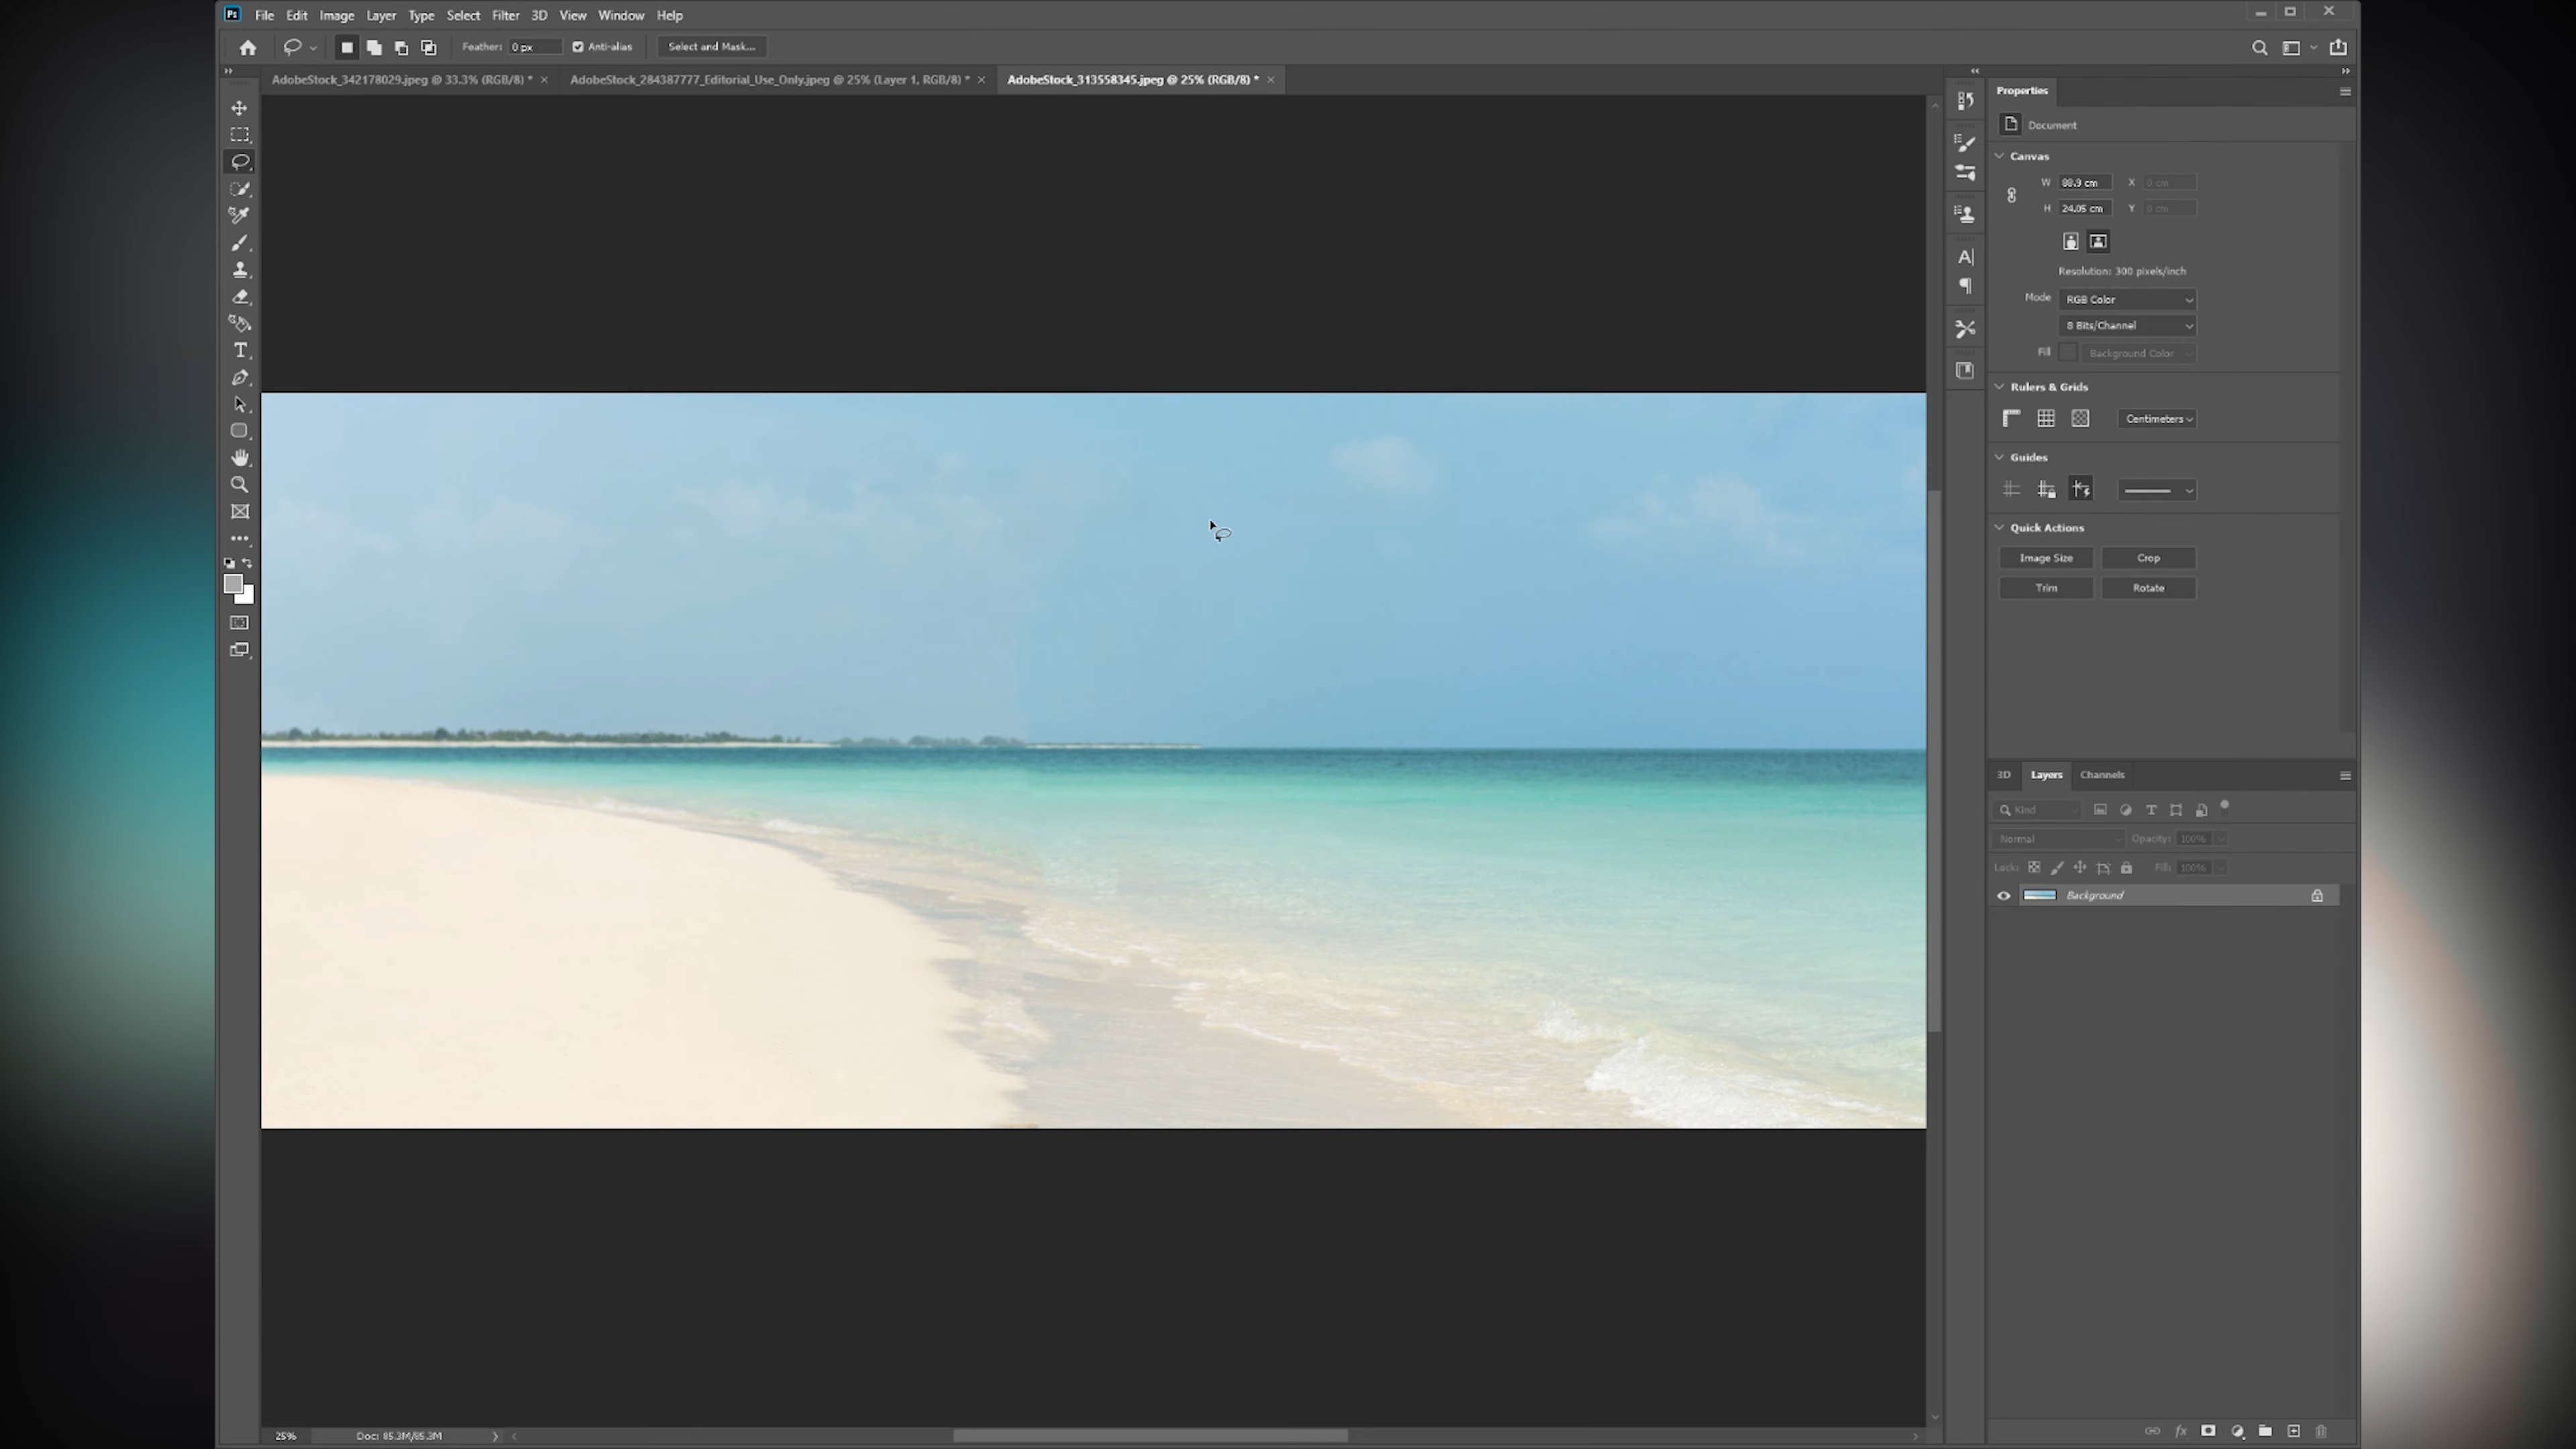 Ps File Edit Image Layer Type Select Filter 3D View Window Help
Feather: 0 px Anti-alias Select and Mask...
AdobeStock_342178029.jpeg @ 33.3% (RGB/8) * × AdobeStock_284387777_Editorial_Use_Only.jpeg @ 25% (Layer 1, RGB/8) * × AdobeStock_313558345.jpeg @ 25% (RGB/8) * ×
Properties
Document
Canvas
W 88.9 cm X 0 cm
H 24.05 cm Y 0 cm
Resolution: 300 pixels/inch
Mode RGB Color
8 Bits/Channel
Fill Background Color
Rulers & Grids
Centimeters
Guides
Quick Actions
Image Size Crop
Trim Rotate
3D Layers Channels
Kind
Normal Opacity: 100%
Lock: Fill: 100%
Background
fx
25% Doc: 85.3M/85.3M